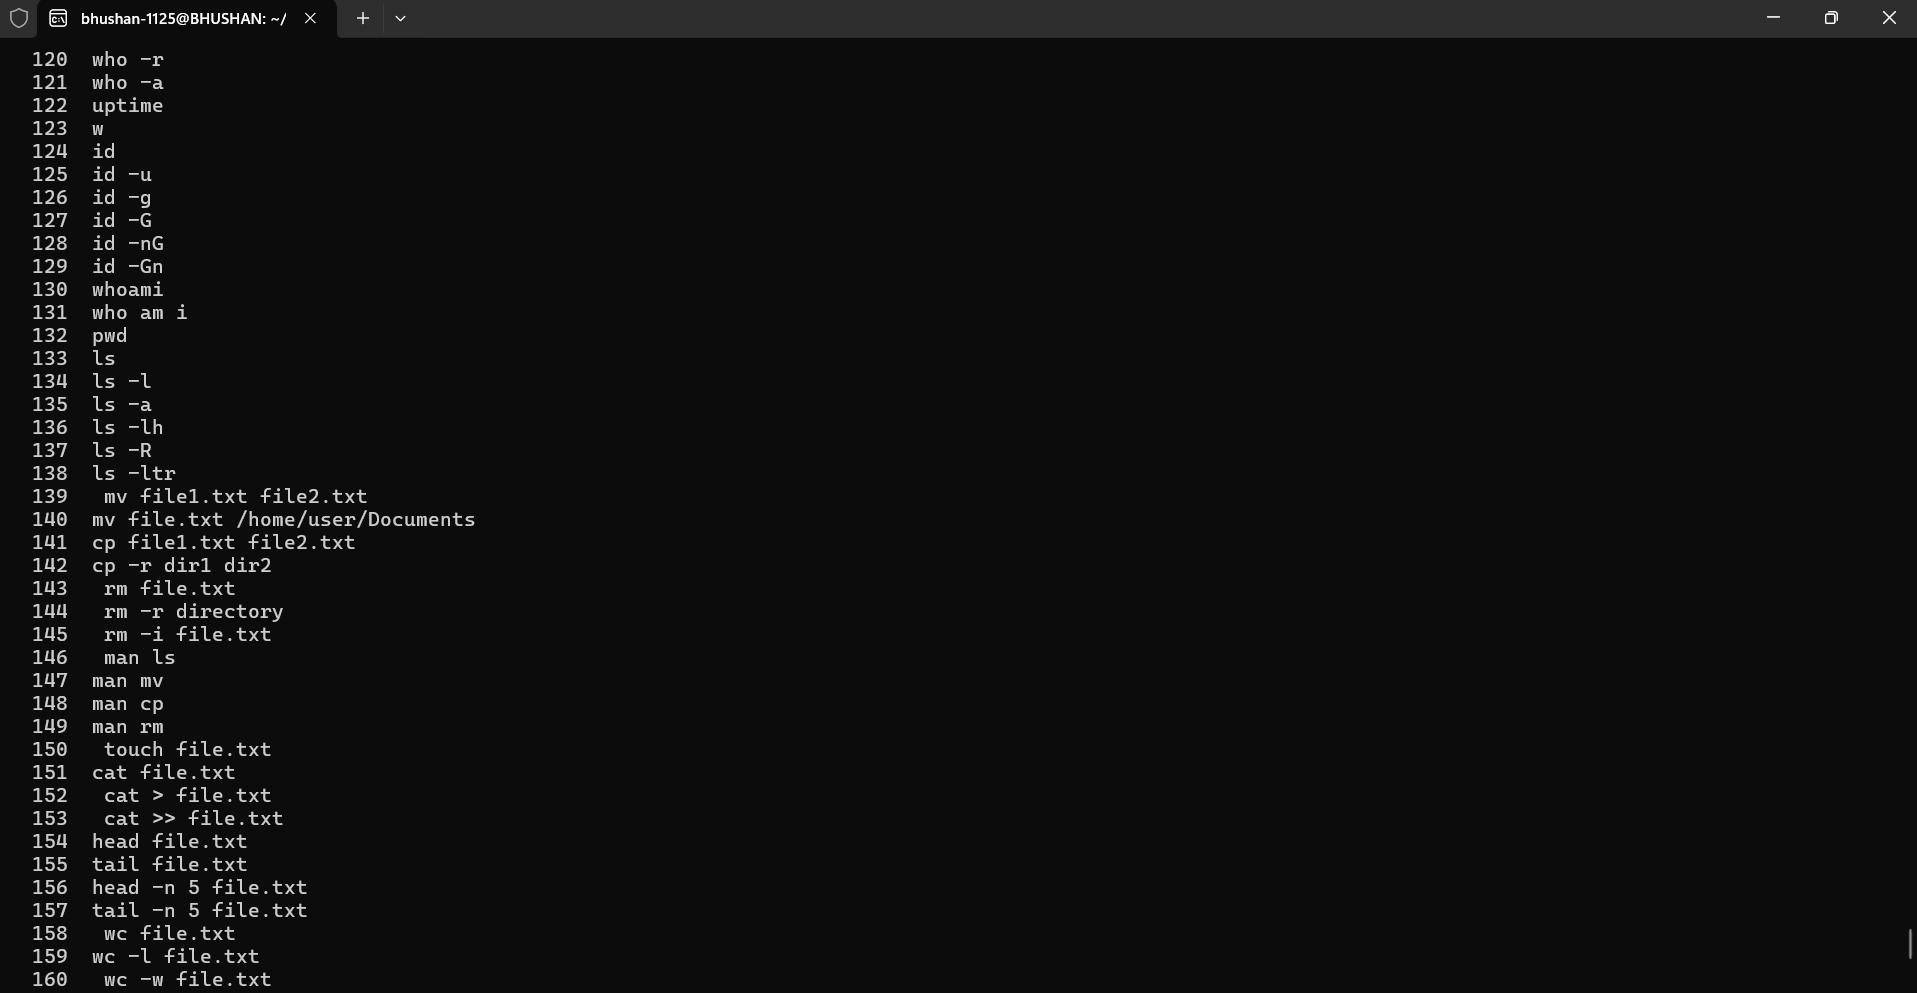 bhushan-1125@BHUSHAN: ~/
120  who -r
121  who -a
122  uptime
123  w
124  id
125  id -u
126  id -g
127  id -G
128  id -nG
129  id -Gn
130  whoami
131  who am i
132  pwd
133  ls
134  ls -l
135  ls -a
136  ls -lh
137  ls -R
138  ls -ltr
139   mv file1.txt file2.txt
140  mv file.txt /home/user/Documents
141  cp file1.txt file2.txt
142  cp -r dir1 dir2
143   rm file.txt
144   rm -r directory
145   rm -i file.txt
146   man ls
147  man mv
148  man cp
149  man rm
150   touch file.txt
151  cat file.txt
152   cat > file.txt
153   cat >> file.txt
154  head file.txt
155  tail file.txt
156  head -n 5 file.txt
157  tail -n 5 file.txt
158   wc file.txt
159  wc -l file.txt
160   wc -w file.txt